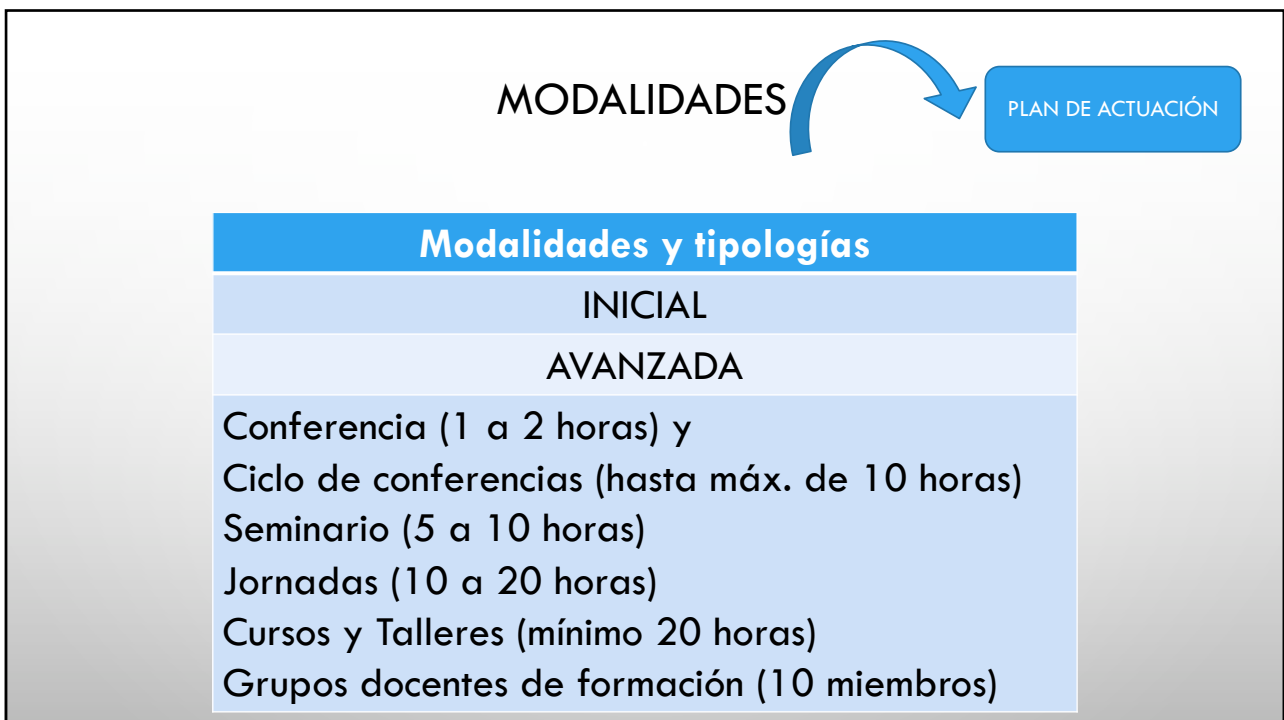 MODALIDADES
PLAN DE ACTUACIÓN
Modalidades y tipologías
INICIAL
AVANZADA
Conferencia (1 a 2 horas) y
Ciclo de conferencias (hasta máx. de 10 horas)
Seminario (5 a 10 horas)
Jornadas (10 a 20 horas)
Cursos y Talleres (mínimo 20 horas)
Grupos docentes de formación (10 miembros)